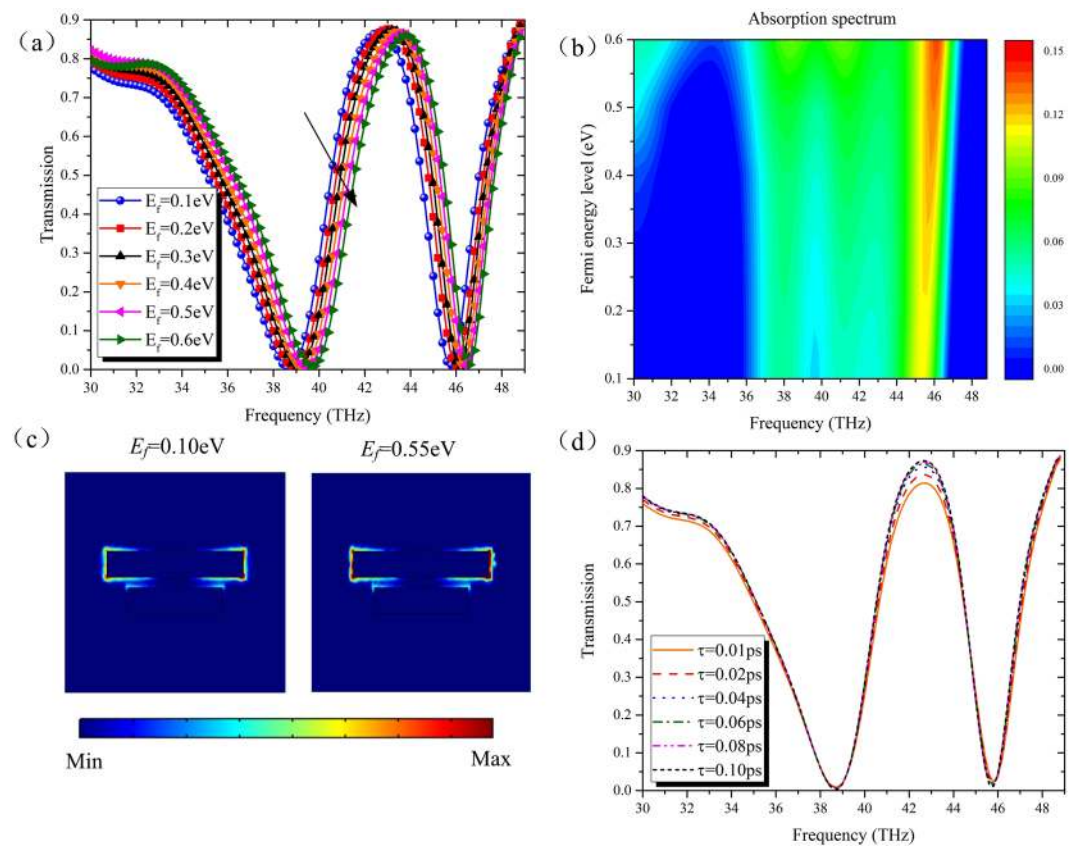 (a)
Transmission
0.9
0.8
0.7
0.6
0.5
0.4
0.3
0.2
0.1
0.0
E_f=0.1eV
E_f=0.2eV
E_f=0.3eV
E_f=0.4eV
E_f=0.5eV
E_f=0.6eV
30 32 34 36 38 40 42 44 46 48
Frequency (THz)
Absorption spectrum
(b)
Fermi energy level (eV)
0.6
0.5
0.4
0.3
0.2
0.1
30 32 34 36 38 40 42 44 46 48
Frequency (THz)
0.15
0.12
0.09
0.06
0.03
0.00
(c)
E_f=0.10eV
E_f=0.55eV
Min
Max
(d)
Transmission
0.9
0.8
0.7
0.6
0.5
0.4
0.3
0.2
0.1
0.0
τ=0.01ps
τ=0.02ps
τ=0.04ps
τ=0.06ps
τ=0.08ps
τ=0.10ps
30 32 34 36 38 40 42 44 46 48
Frequency (THz)